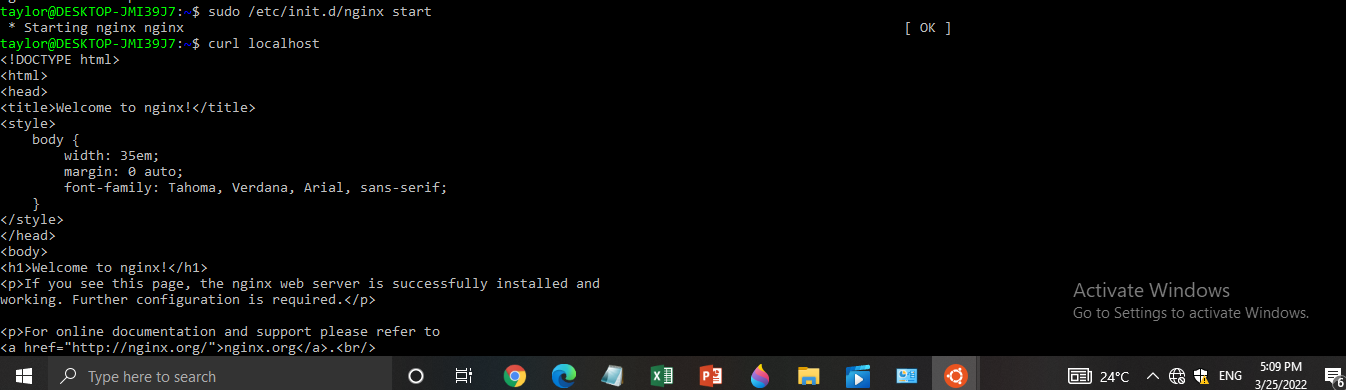 taylor@DESKTOP-JMI39J7:~$ sudo /etc/init.d/nginx start
 * Starting nginx nginx [ OK ]
taylor@DESKTOP-JMI39J7:~$ curl localhost
<!DOCTYPE html>
<html>
<head>
<title>Welcome to nginx!</title>
<style>
    body {
        width: 35em;
        margin: 0 auto;
        font-family: Tahoma, Verdana, Arial, sans-serif;
    }
</style>
</head>
<body>
<h1>Welcome to nginx!</h1>
<p>If you see this page, the nginx web server is successfully installed and
working. Further configuration is required.</p>
<p>For online documentation and support please refer to
<a href="http://nginx.org/">nginx.org</a>.<br/>
Activate Windows
Go to Settings to activate Windows.
Type here to search
24°C
ENG
5:09 PM
3/25/2022
6